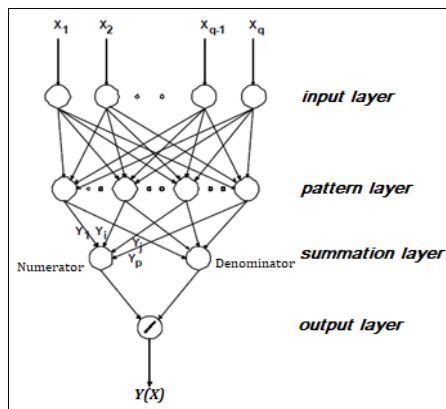 X1 X2 Xq-1 Xq
input layer
pattern layer
Y1 Yi Yj Yp
summation layer
Numerator Denominator
output layer
Y(X)